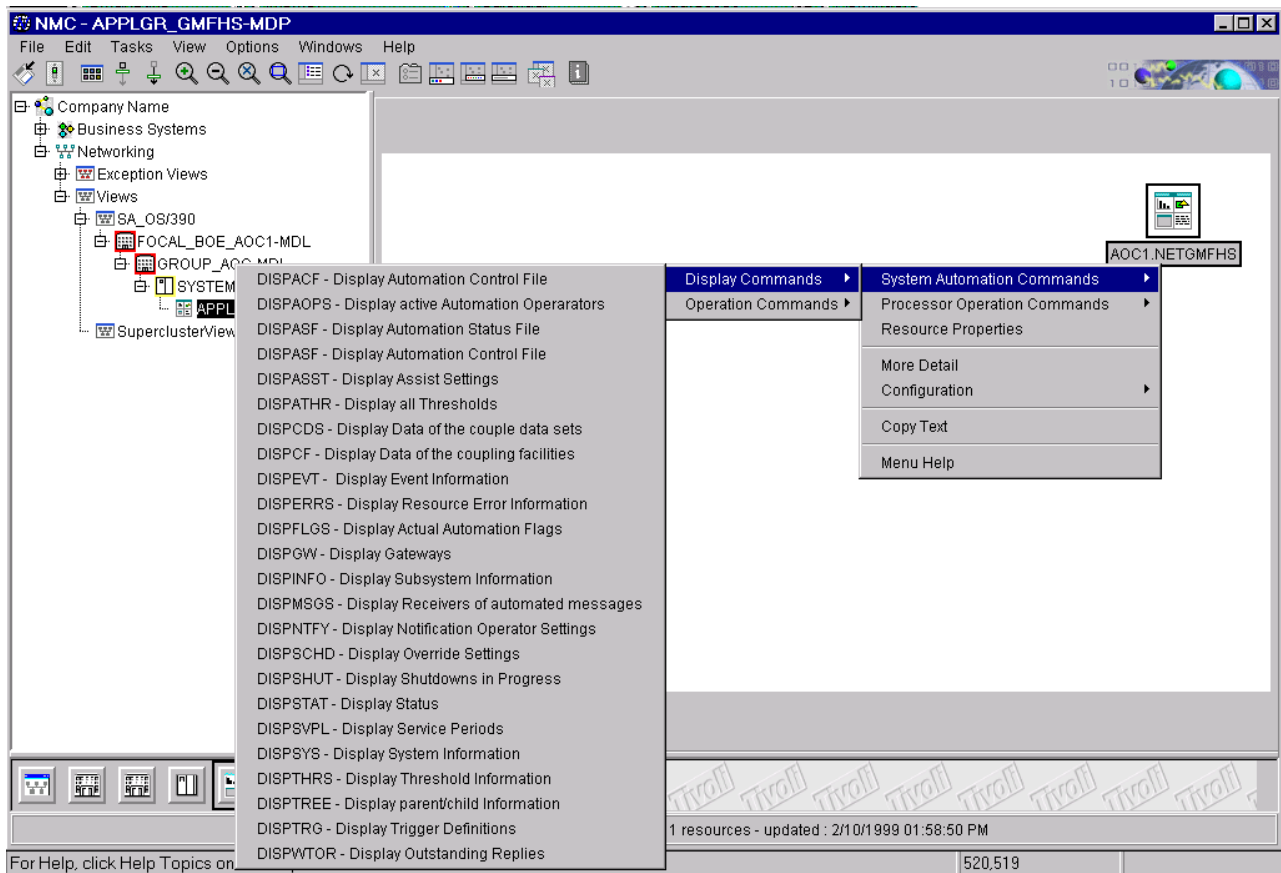 NMC - APPLGR_GMFHS-MDP
File Edit Tasks View Options Windows Help
Company Name
Business Systems
Networking
Exception Views
Views
SA_OS/390
FOCAL_BOE_AOC1-MDL
GROUP_AOC-MDL
SYSTEM
APPL
SuperclusterView
AOC1.NETGMFHS
DISPACF - Display Automation Control File
DISPAOPS - Display active Automation Operarators
DISPASF - Display Automation Status File
DISPASF - Display Automation Control File
DISPASST - Display Assist Settings
DISPATHR - Display all Thresholds
DISPCDS - Display Data of the couple data sets
DISPCF - Display Data of the coupling facilities
DISPEVT - Display Event Information
DISPERRS - Display Resource Error Information
DISPFLGS - Display Actual Automation Flags
DISPGW - Display Gateways
DISPINFO - Display Subsystem Information
DISPMSGS - Display Receivers of automated messages
DISPNTFY - Display Notification Operator Settings
DISPSCHD - Display Override Settings
DISPSHUT - Display Shutdowns in Progress
DISPSTAT - Display Status
DISPSVPL - Display Service Periods
DISPSYS - Display System Information
DISPTHRS - Display Threshold Information
DISPTREE - Display parent/child Information
DISPTRG - Display Trigger Definitions
DISPWTOR - Display Outstanding Replies
Display Commands
Operation Commands
System Automation Commands
Processor Operation Commands
Resource Properties
More Detail
Configuration
Copy Text
Menu Help
Tivoli Tivoli Tivoli Tivoli Tivoli Tivoli Tivoli Tivoli
1 resources - updated : 2/10/1999 01:58:50 PM
For Help, click Help Topics on
520,519